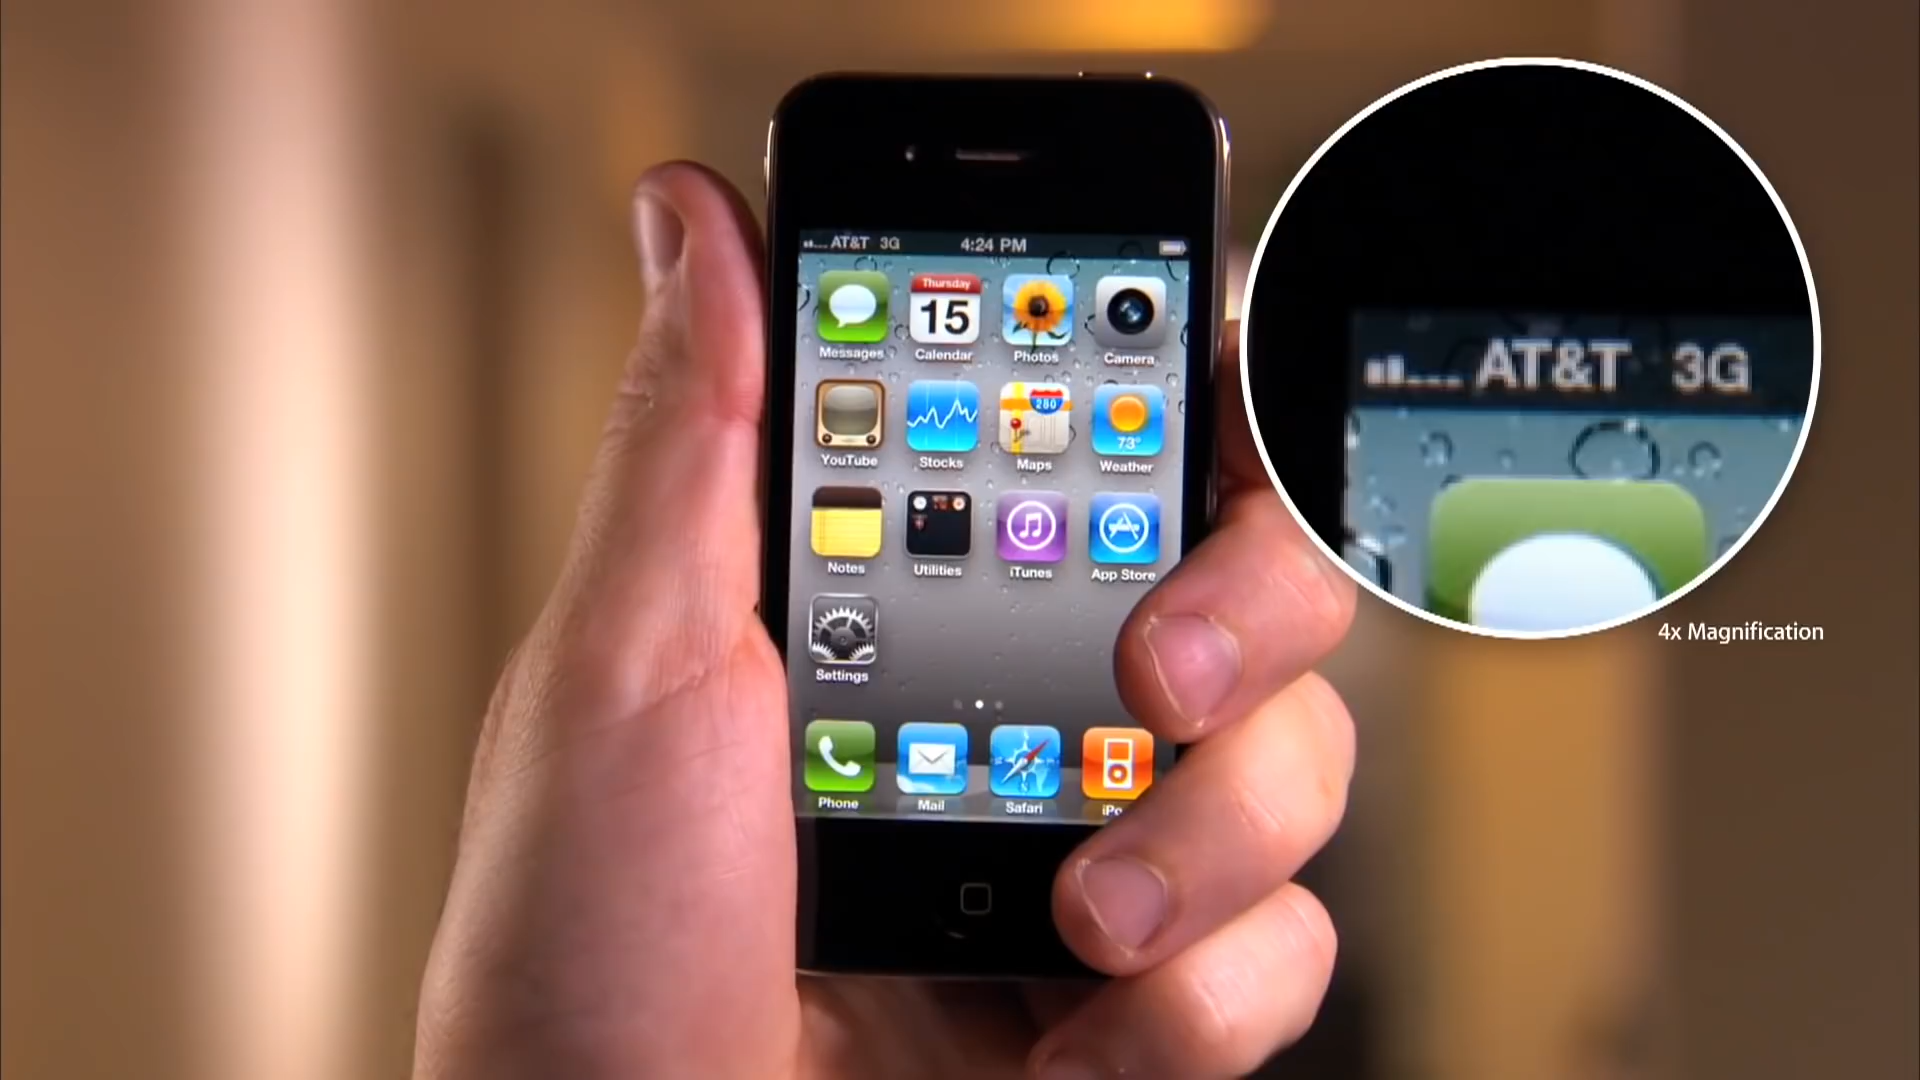 AT&T 3G 4:24 PM
Thursday
15
Messages Calendar Photos Camera
280
73°
YouTube Stocks Maps Weather
Notes Utilities iTunes App Store
Settings
Phone Mail Safari iPo
AT&T 3G
4x Magnification